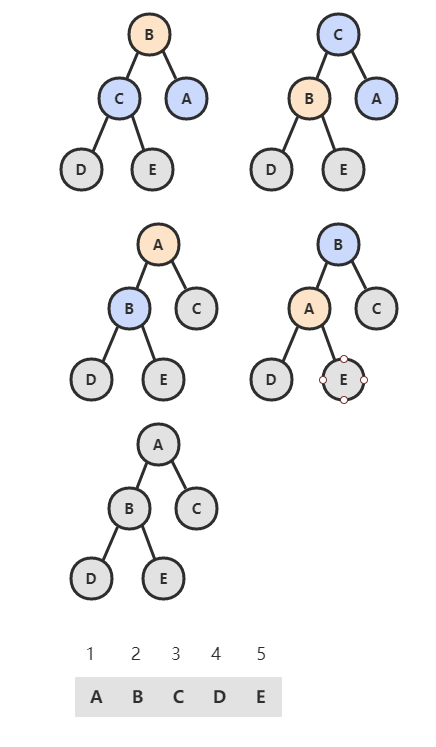 B C
C A B A
D E D E
A B
B C A C
D E D E
A
B C
D E
1 2 3 4 5
A B C D E